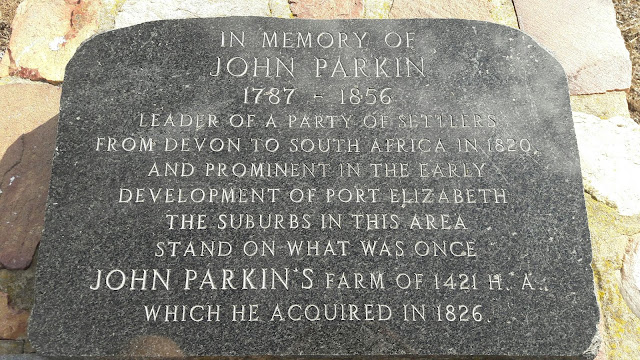 IN MEMORY OF
JOHN PARKIN
1787 - 1856
LEADER OF A PARTY OF SETTLERS
FROM DEVON TO SOUTH AFRICA IN 1820,
AND PROMINENT IN THE EARLY
DEVELOPMENT OF PORT ELIZABETH
THE SUBURBS IN THIS AREA
STAND ON WHAT WAS ONCE
JOHN PARKIN'S FARM OF 1421 H.A.,
WHICH HE ACQUIRED IN 1826.